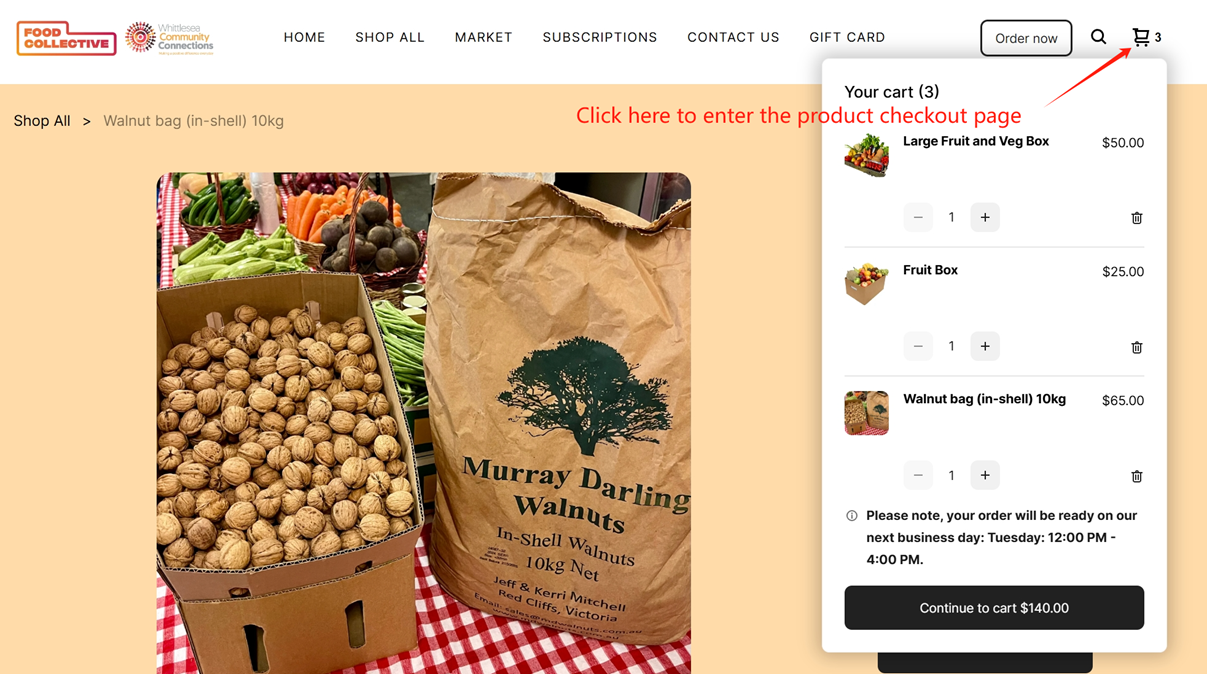 FOOD
COLLECTIVE
Whittlesea
Community
Connections
HOME
SHOP ALL
MARKET
SUBSCRIPTIONS
CONTACT US
GIFT CARD
Order now
3
Shop All > Walnut bag (in-shell) 10kg
Click here to enter the product checkout page
Your cart (3)
Large Fruit and Veg Box $50.00
− 1 +
Fruit Box $25.00
− 1 +
Walnut bag (in-shell) 10kg $65.00
− 1 +
Please note, your order will be ready on our
next business day: Tuesday: 12:00 PM -
4:00 PM.
Continue to cart $140.00
Murray Darling
Walnuts
In-Shell Walnuts
10kg Net
Jeff & Kerri Mitchell
Red Cliffs, Victoria
Email: sales@mdwalnuts.com.au